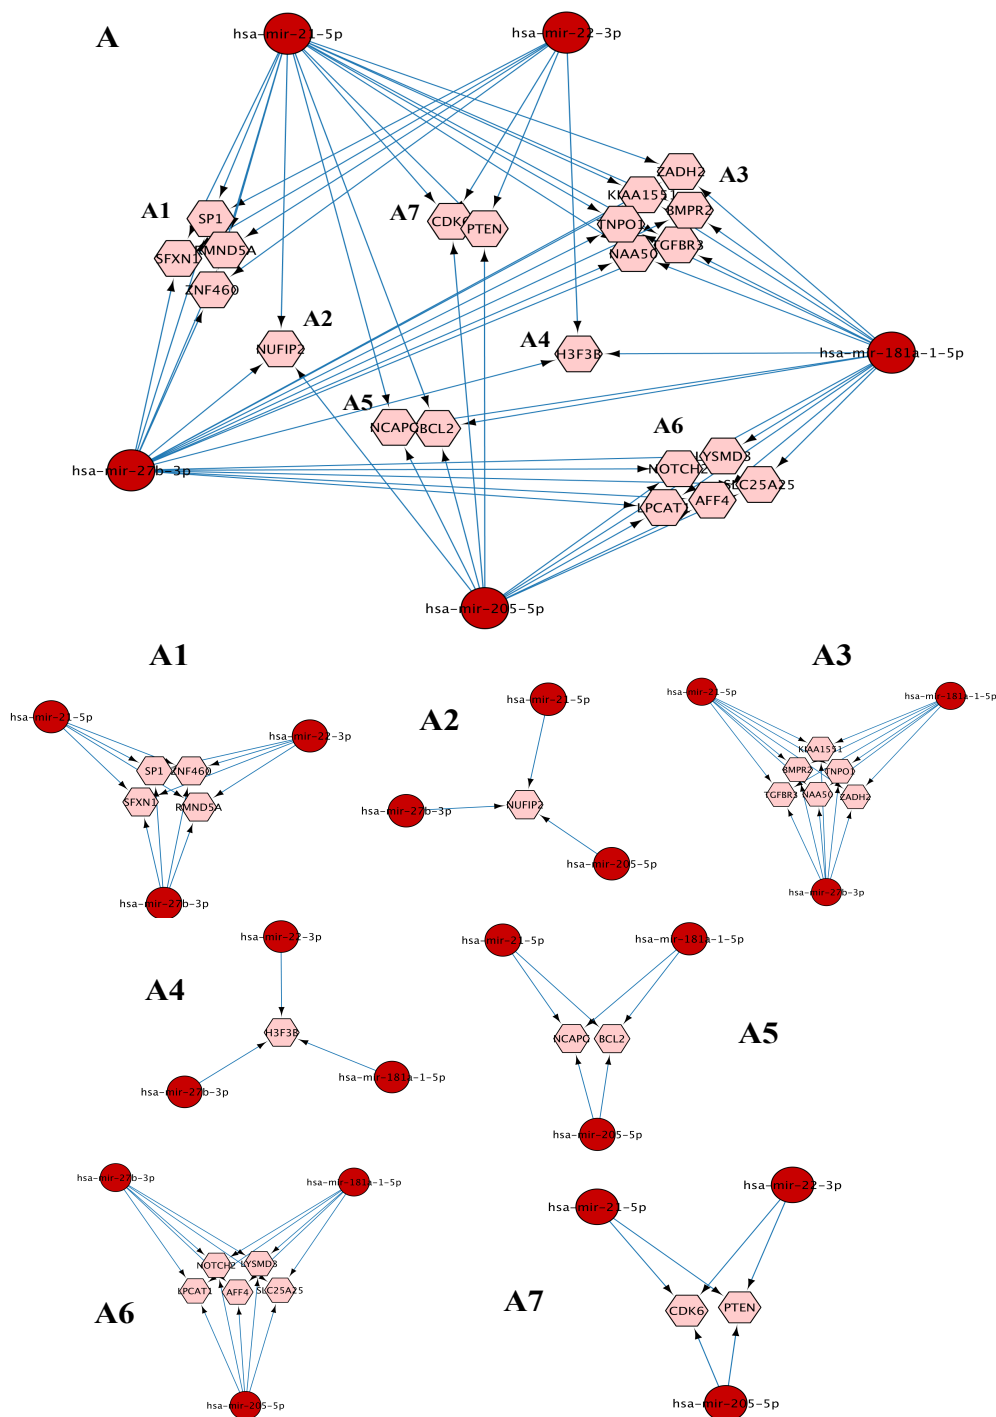 A
hsa-mir-21-5p
hsa-mir-22-3p
ZADH2
A3
KIAA1551
BMPR2
A1
SP1
A7
CDK6
PTEN
TNPO1
TGFBR3
RMND5A
SFXN1
NAA50
ZNF460
A2
NUFIP2
A4
H3F3B
hsa-mir-181a-1-5p
A5
NCAPG
BCL2
A6
LYSMD3
hsa-mir-27b-3p
NOTCH2
SLC25A25
LPCAT1
AFF4
hsa-mir-205-5p
A1
hsa-mir-21-5p
hsa-mir-22-3p
SP1
ZNF460
SFXN1
RMND5A
hsa-mir-27b-3p
A2
hsa-mir-21-5p
hsa-mir-27b-3p
NUFIP2
hsa-mir-205-5p
A3
hsa-mir-21-5p
hsa-mir-181a-1-5p
KIAA1551
BMPR2
TNPO1
TGFBR3
NAA50
ZADH2
hsa-mir-27b-3p
A4
hsa-mir-22-3p
H3F3B
hsa-mir-27b-3p
hsa-mir-181a-1-5p
A5
hsa-mir-21-5p
hsa-mir-181a-1-5p
NCAPG
BCL2
hsa-mir-205-5p
A6
hsa-mir-27b-3p
hsa-mir-181a-1-5p
NOTCH2
LYSMD3
LPCAT1
AFF4
SLC25A25
hsa-mir-205-5p
A7
hsa-mir-21-5p
hsa-mir-22-3p
CDK6
PTEN
hsa-mir-205-5p